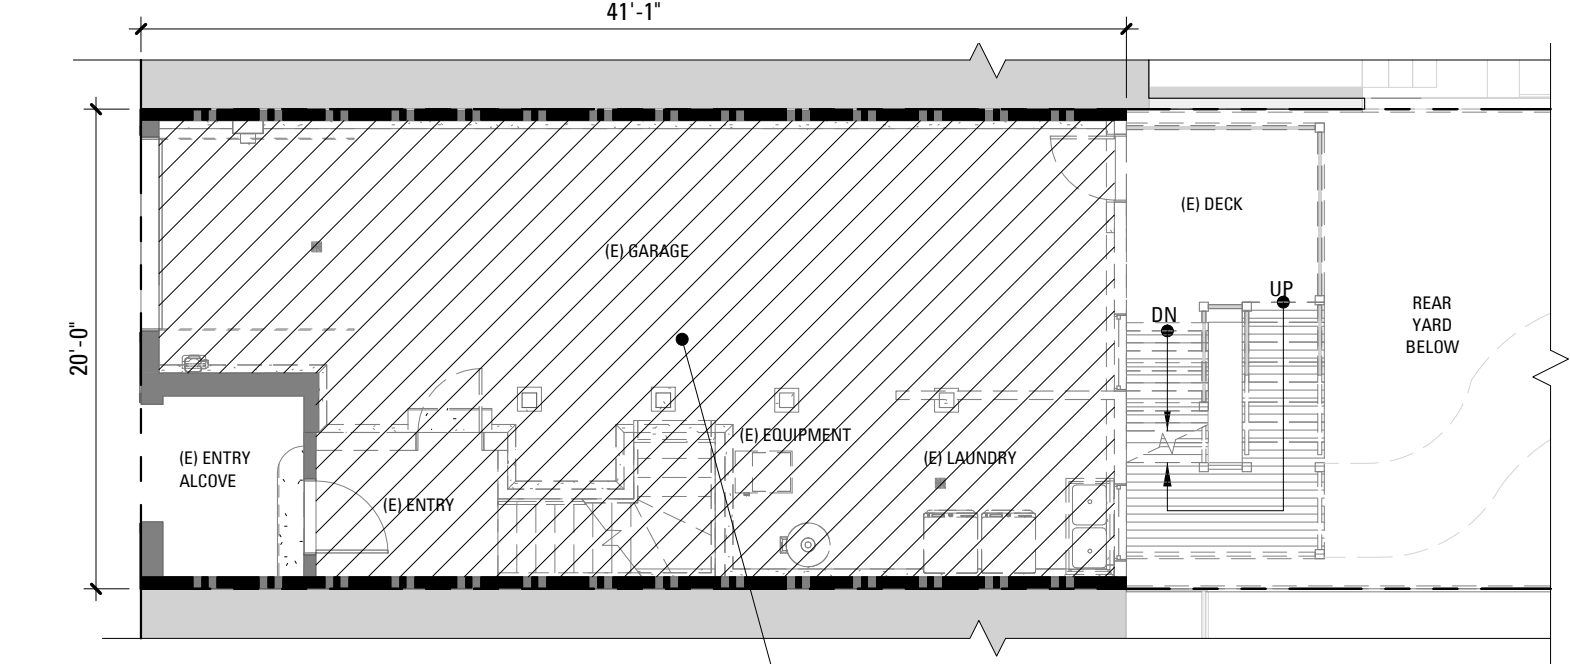 41'-1"
20'-0"
(E) GARAGE
(E) DECK
UP
DN
REAR
YARD
BELOW
(E) EQUIPMENT
(E) ENTRY
ALCOVE
(E) LAUNDRY
(E) ENTRY